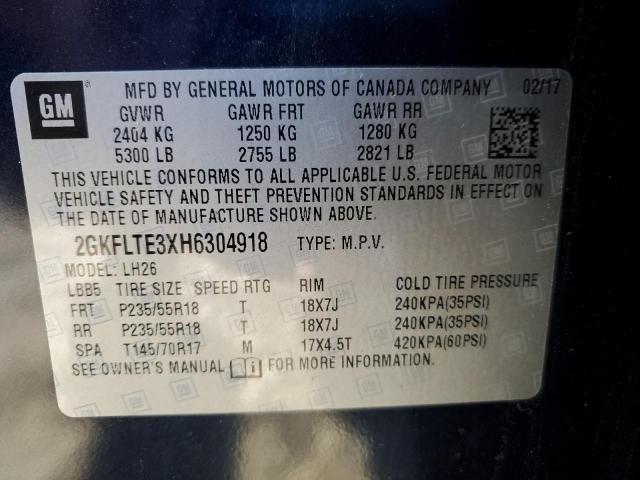 GM
MFD BY GENERAL MOTORS OF CANADA COMPANY 02/17
GVWR GAWR FRT GAWR RR
2404 KG 1250 KG 1280 KG
5300 LB 2755 LB 2821 LB
THIS VEHICLE CONFORMS TO ALL APPLICABLE U.S. FEDERAL MOTOR
VEHICLE SAFETY AND THEFT PREVENTION STANDARDS IN EFFECT ON
THE DATE OF MANUFACTURE SHOWN ABOVE.
2GKFLTE3XH6304918 TYPE: M.P.V.
MODEL: LH26
LBB5 TIRE SIZE SPEED RTG RIM COLD TIRE PRESSURE
FRT P235/55R18 T 18X7J 240KPA(35PSI)
RR P235/55R18 T 18X7J 240KPA(35PSI)
SPA T145/70R17 M 17X4.5T 420KPA(60PSI)
SEE OWNER'S MANUAL FOR MORE INFORMATION.